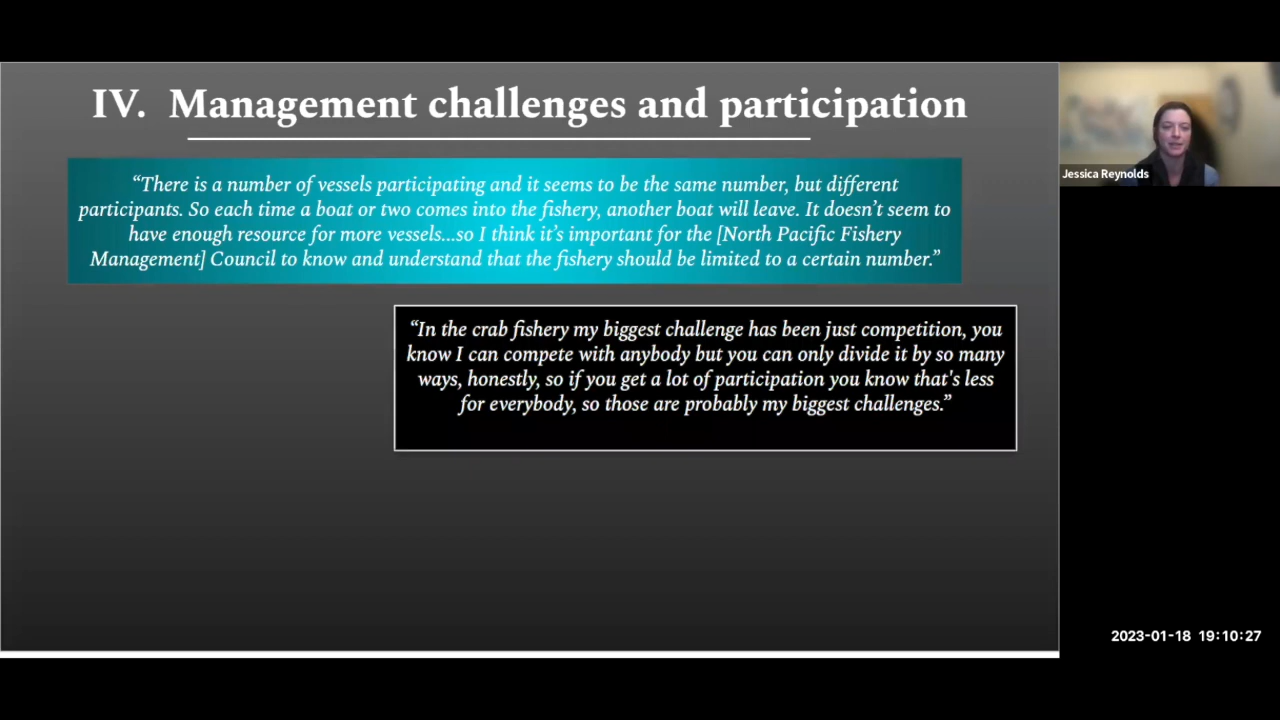 IV. Management challenges and participation
“There is a number of vessels participating and it seems to be the same number, but different
participants. So each time a boat or two comes into the fishery, another boat will leave. It doesn’t seem to
have enough resource for more vessels...so I think it’s important for the [North Pacific Fishery
Management] Council to know and understand that the fishery should be limited to a certain number.”
“In the crab fishery my biggest challenge has been just competition, you
know I can compete with anybody but you can only divide it by so many
ways, honestly, so if you get a lot of participation you know that's less
for everybody, so those are probably my biggest challenges.”
Jessica Reynolds
2023-01-18 19:10:27